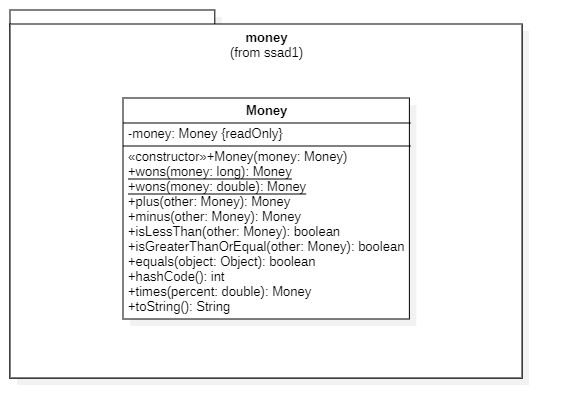 money
(from ssad1)
Money
-money: Money {readOnly}
«constructor»+Money(money: Money)
+wons(money: long): Money
+wons(money: double): Money
+plus(other: Money): Money
+minus(other: Money): Money
+isLessThan(other: Money): boolean
+isGreaterThanOrEqual(other: Money): boolean
+equals(object: Object): boolean
+hashCode(): int
+times(percent: double): Money
+toString(): String